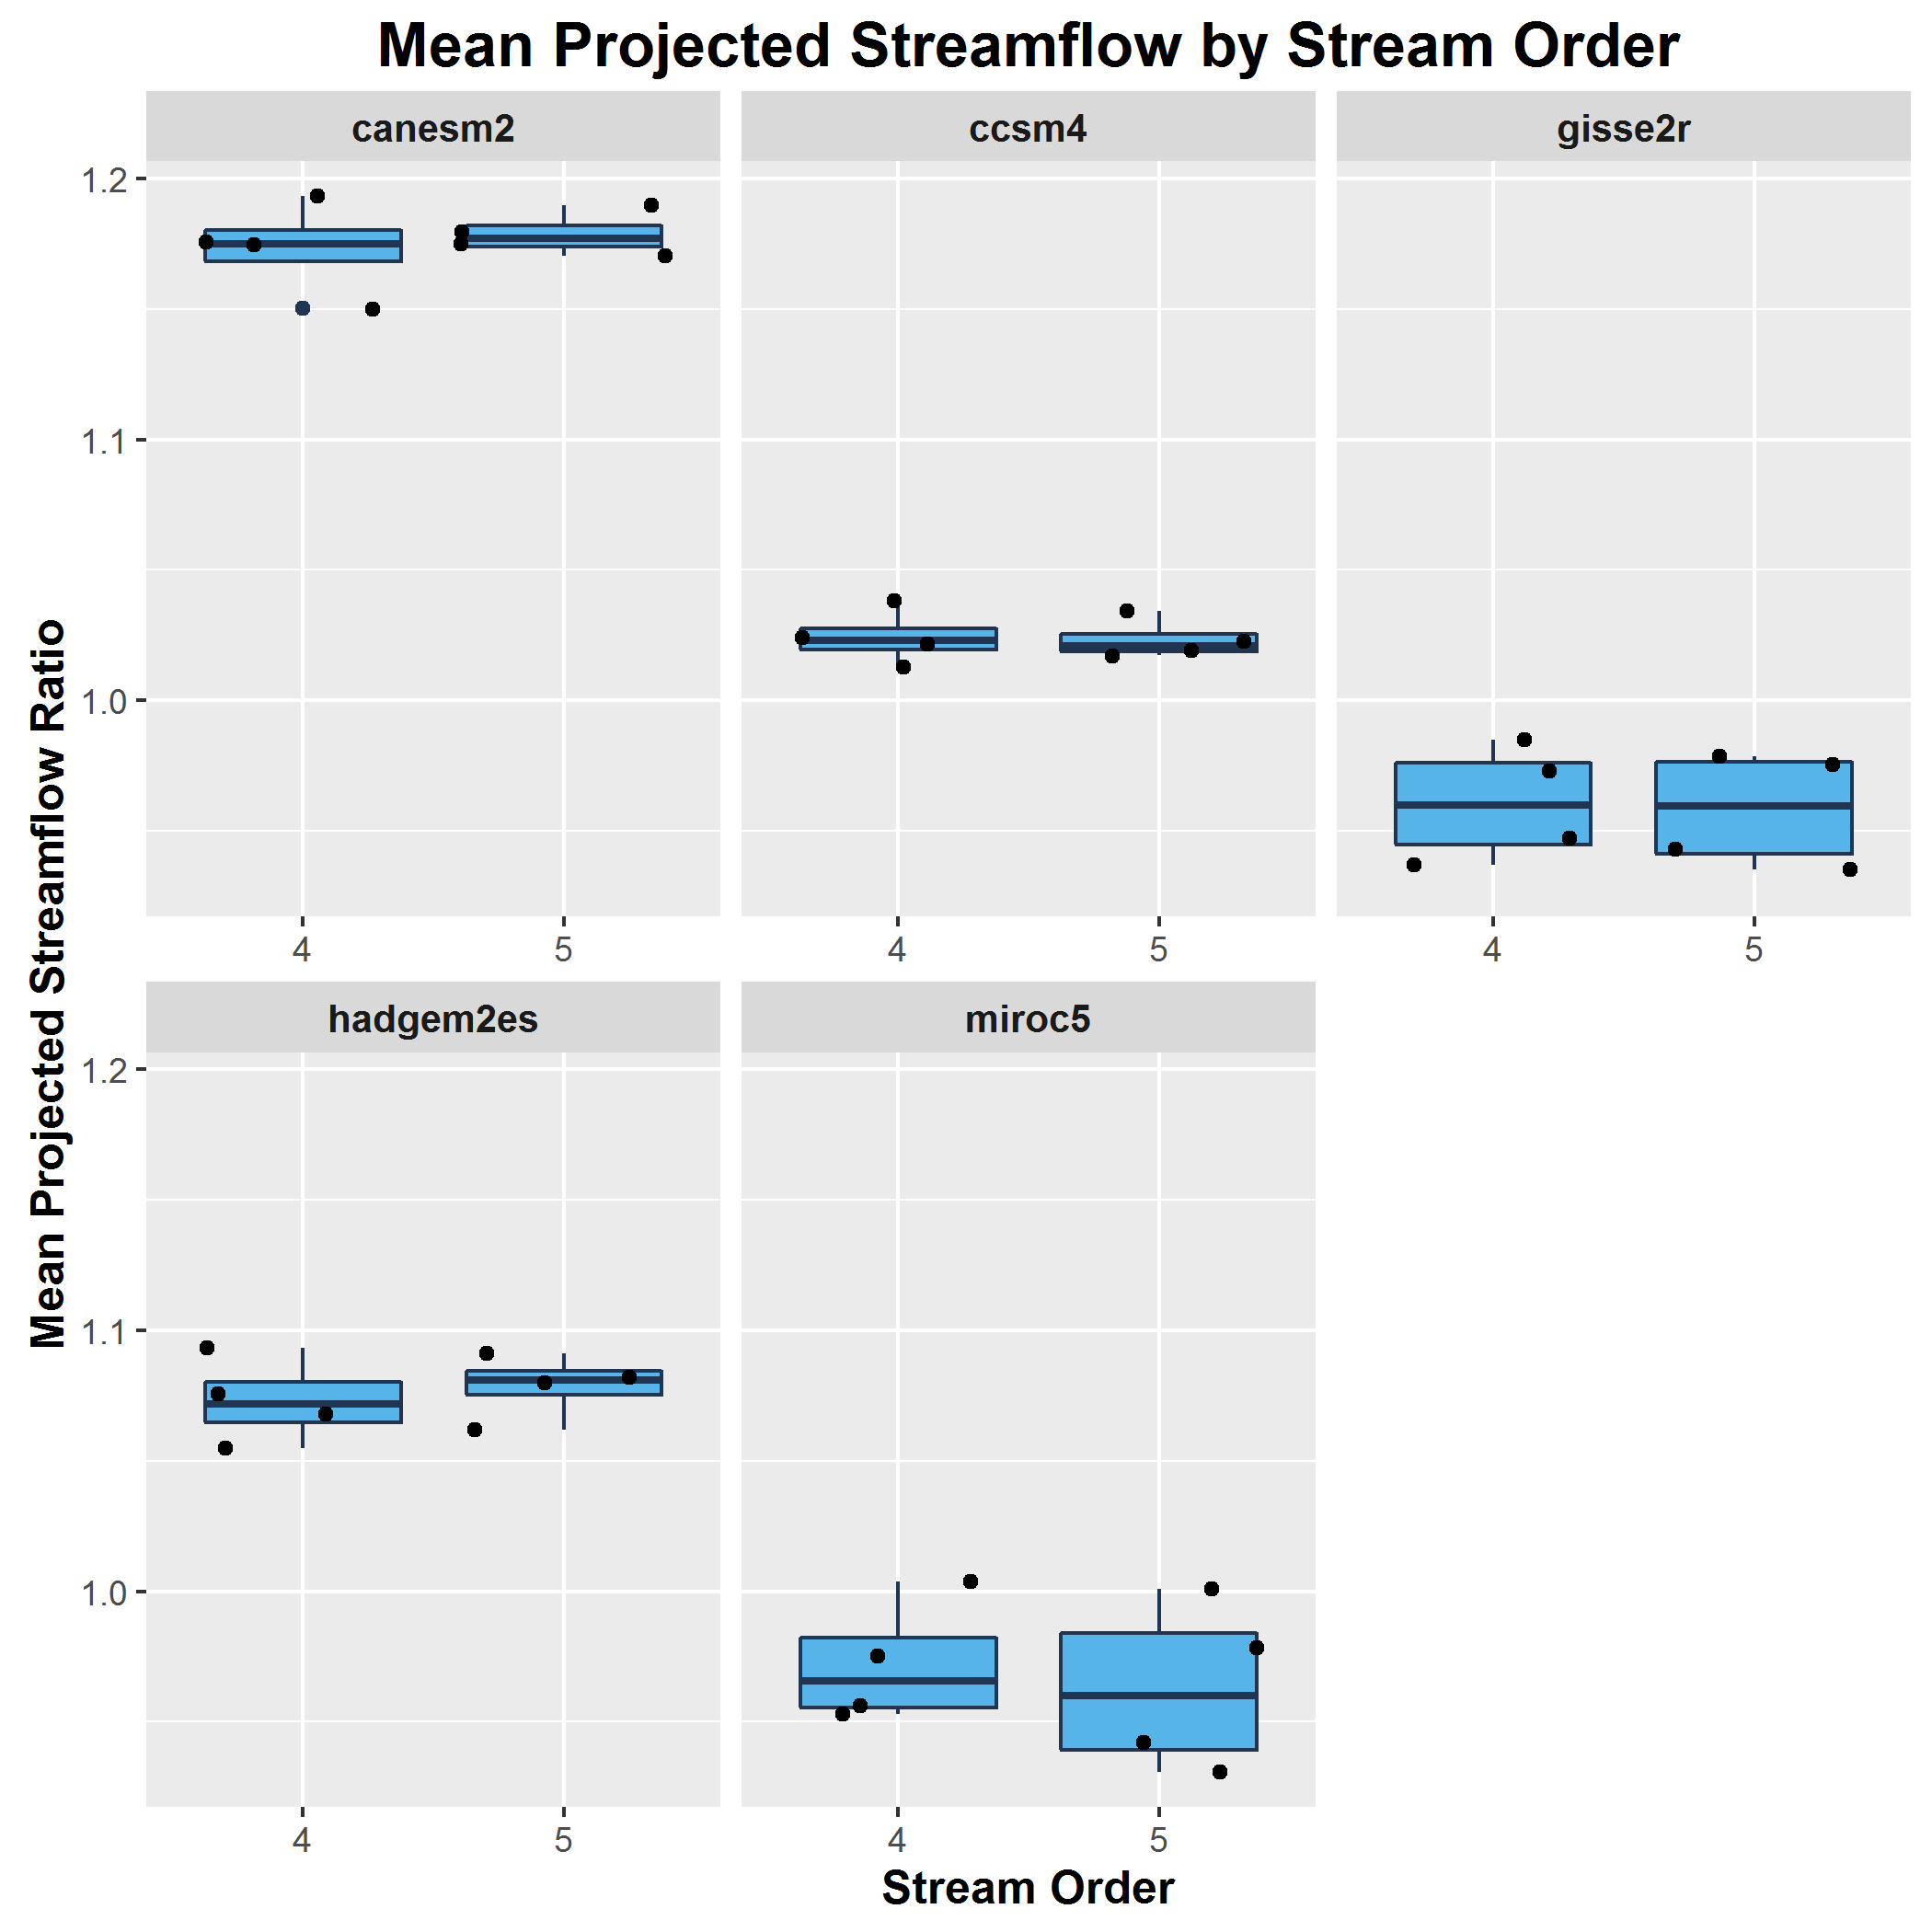 Mean Projected Streamflow by Stream Order
canesm2
ccsm4
gisse2r
1.2
1.1
1.0
4
5
4
5
4
5
hadgem2es
miroc5
1.2
1.1
1.0
4
5
4
5
Mean Projected Streamflow Ratio
Stream Order